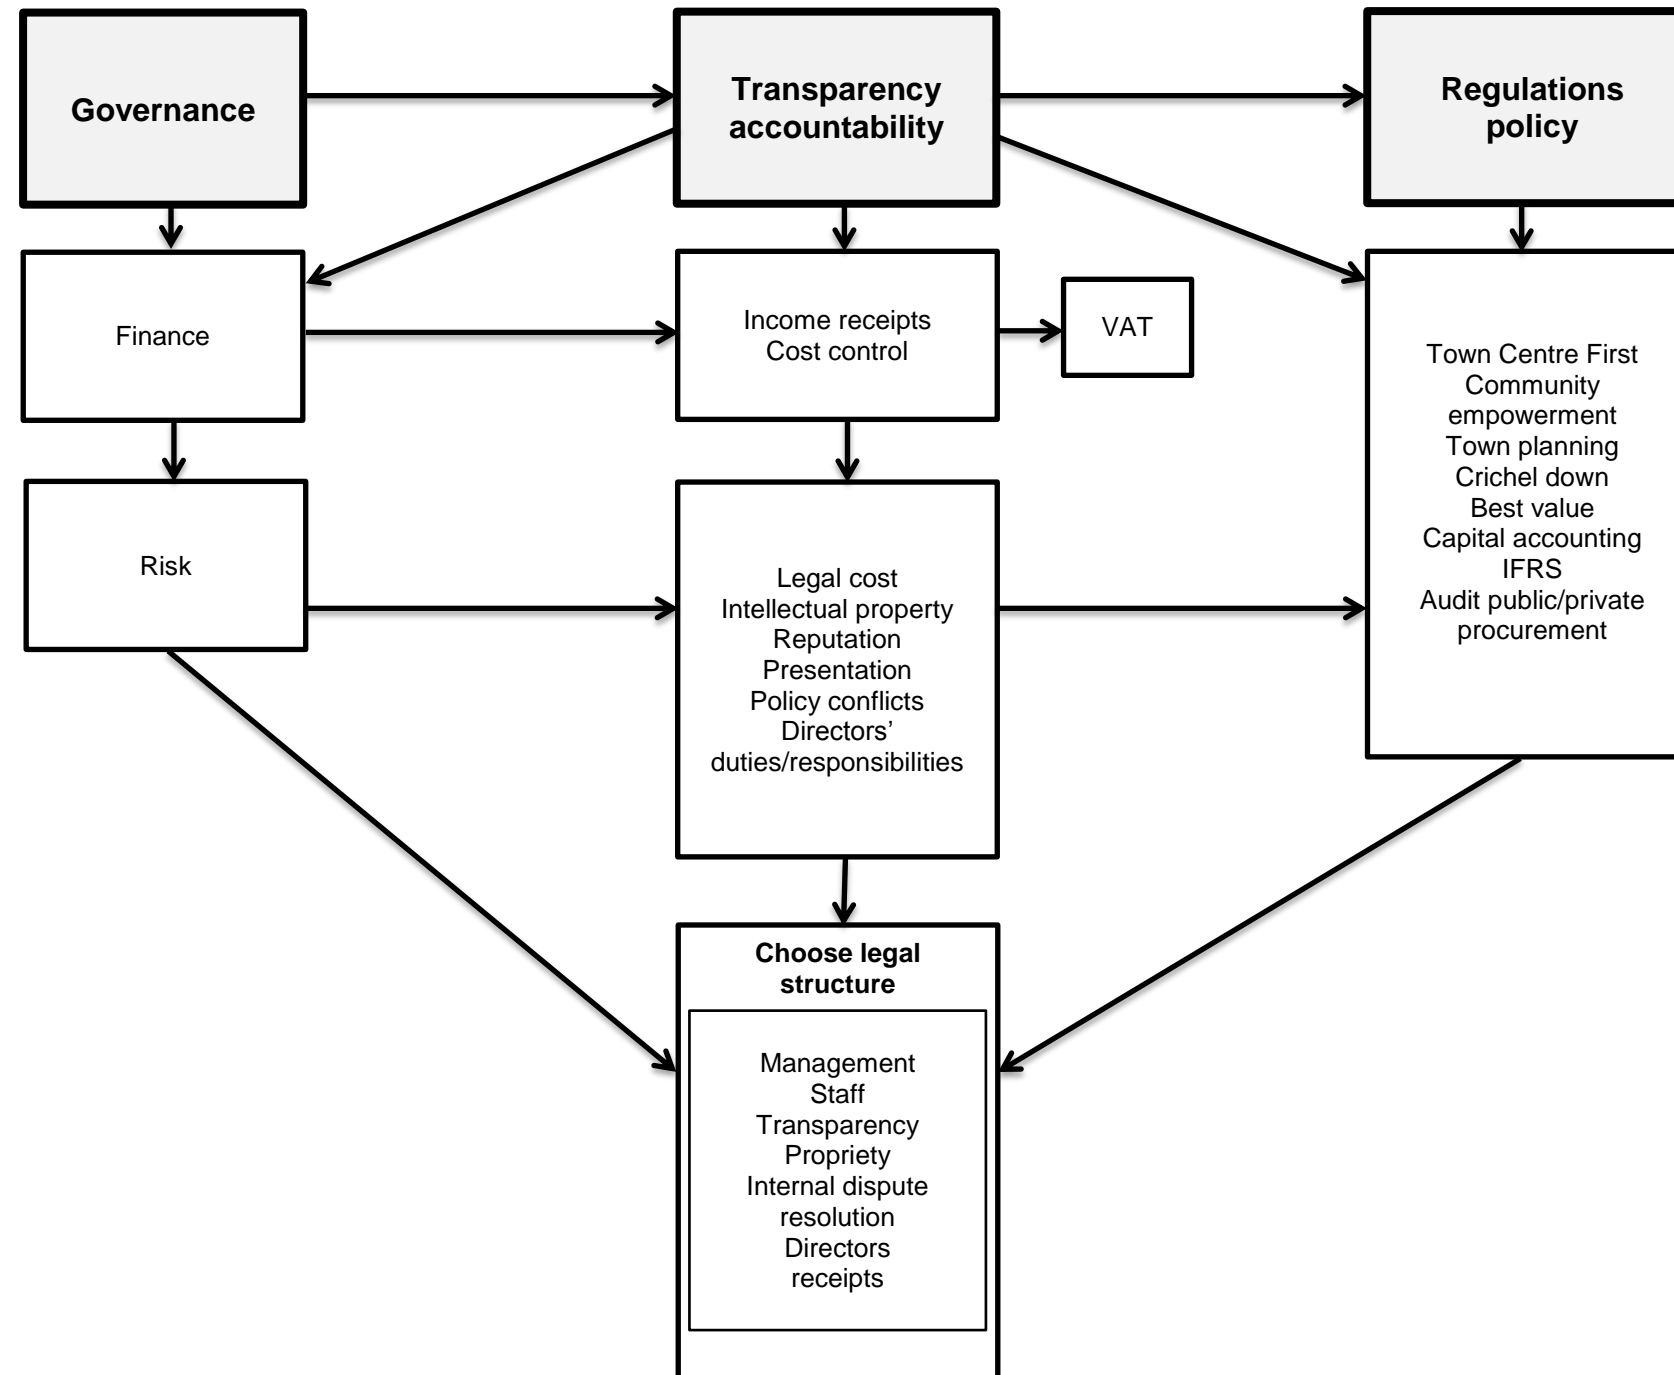 Governance
Transparency
accountability
Regulations
policy
Finance
Income receipts
Cost control
VAT
Town Centre First
Community
empowerment
Town planning
Crichel down
Best value
Capital accounting
IFRS
Audit public/private
procurement
Risk
Legal cost
Intellectual property
Reputation
Presentation
Policy conflicts
Directors’
duties/responsibilities
Choose legal
structure
Management
Staff
Transparency
Propriety
Internal dispute
resolution
Directors
receipts